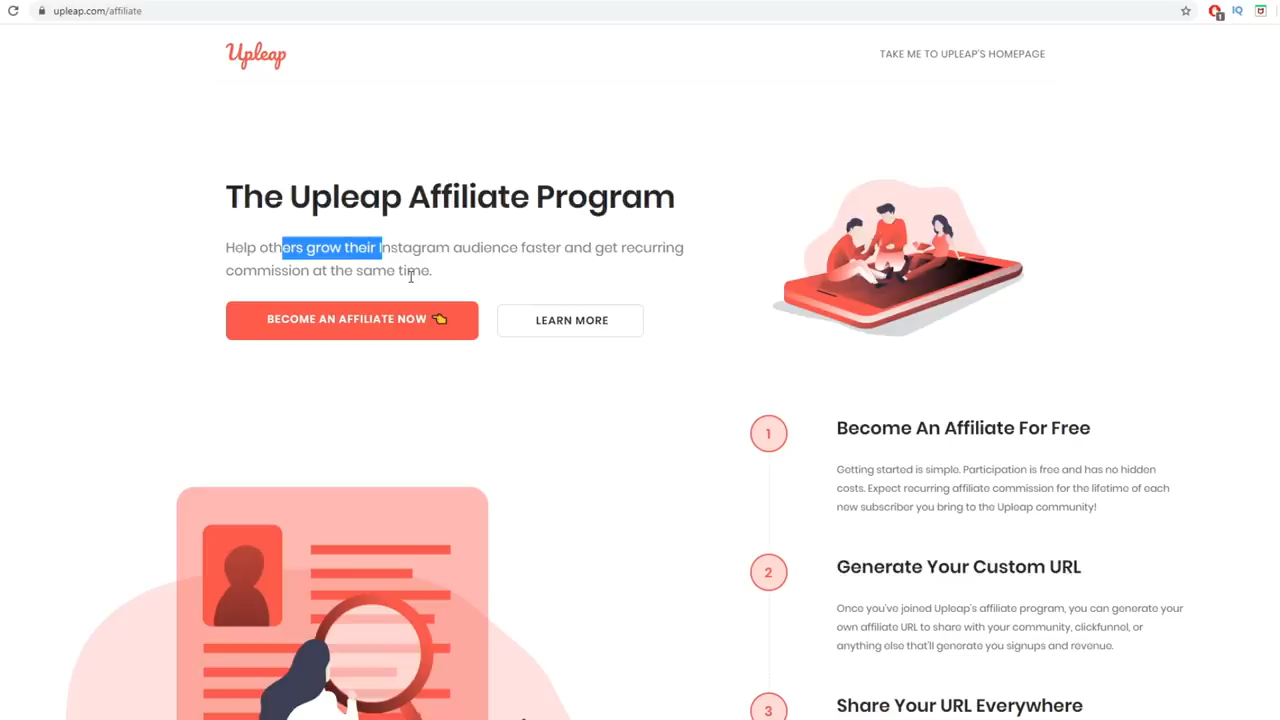 upleap.com/affiliate
1
IQ
Upleap
TAKE ME TO UPLEAP'S HOMEPAGE
The Upleap Affiliate Program
Help others grow their Instagram audience faster and get recurring
commission at the same time.
BECOME AN AFFILIATE NOW 👈
LEARN MORE
1
Become An Affiliate For Free
Getting started is simple. Participation is free and has no hidden
costs. Expect recurring affiliate commission for the lifetime of each
new subscriber you bring to the Upleap community!
2
Generate Your Custom URL
Once you've joined Upleap's affiliate program, you can generate your
own affiliate URL to share with your community, clickfunnel, or
anything else that'll generate you signups and revenue.
3
Share Your URL Everywhere